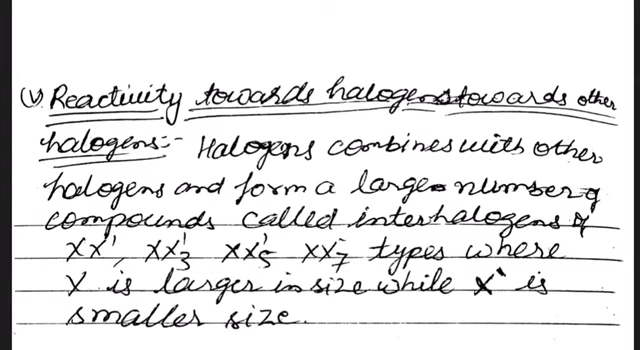 (v) Reactivity towards halogens towards other
halogens:- Halogens combines with other
halogens and form a large number of
compounds called interhalogens of
XX', XX'3 XX'5 XX'7 types where
X is larger in size while X' is
smaller size.